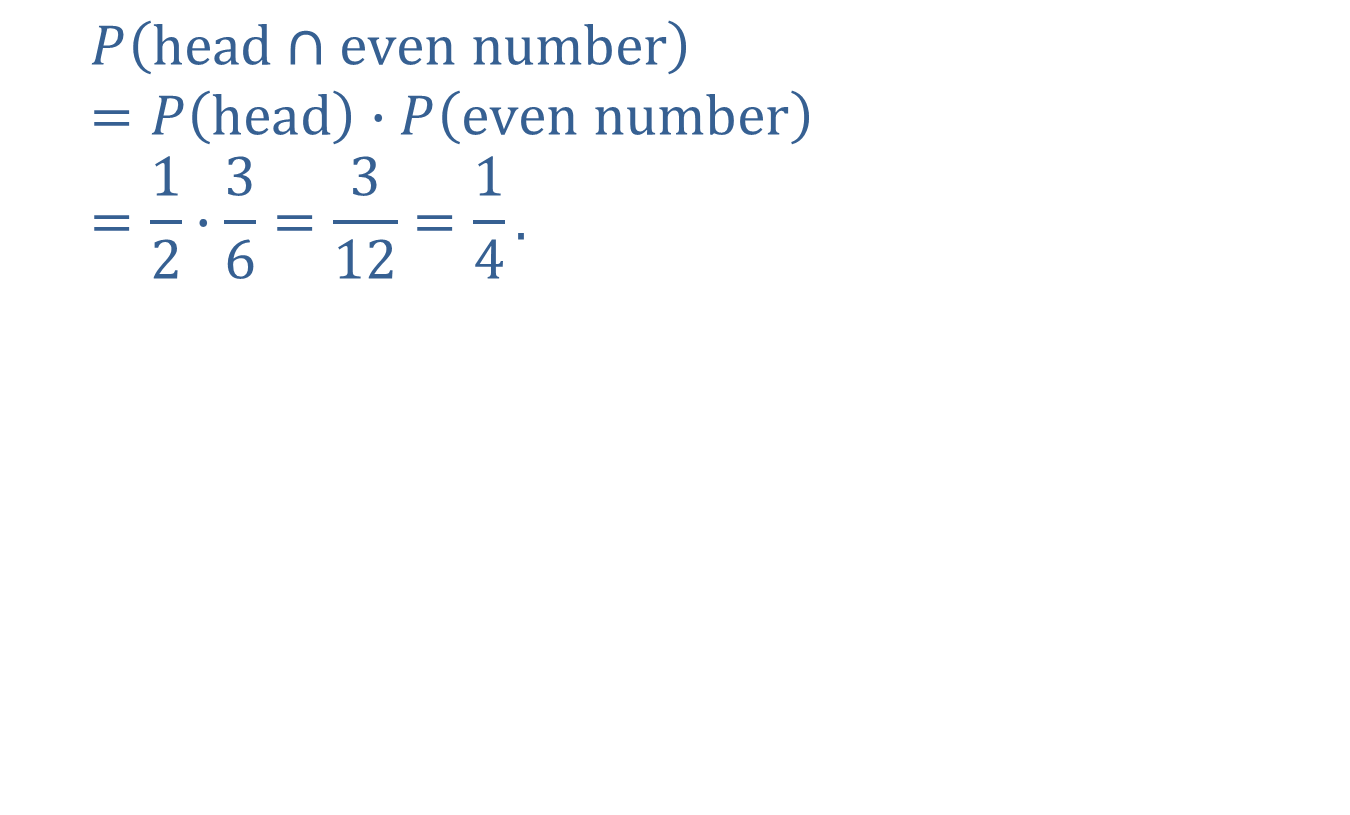 P(head ∩ even number)
= P(head) · P(even number)
= 1/2 · 3/6 = 3/12 = 1/4.